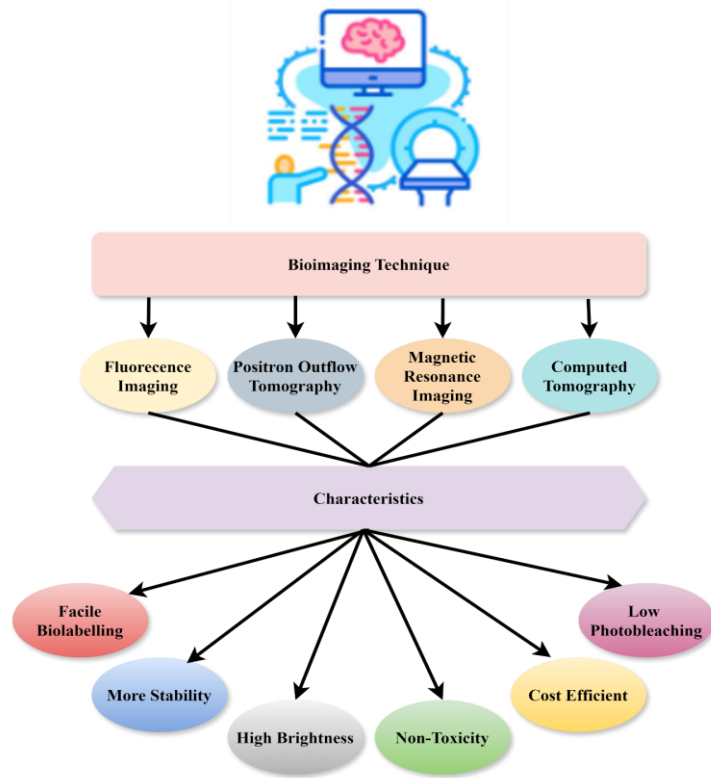 Bioimaging Technique
Fluorecence
Imaging
Positron Outflow
Tomography
Magnetic
Resonance
Imaging
Computed
Tomography
Characteristics
Facile
Biolabelling
More Stability
High Brightness
Non-Toxicity
Cost Efficient
Low
Photobleaching